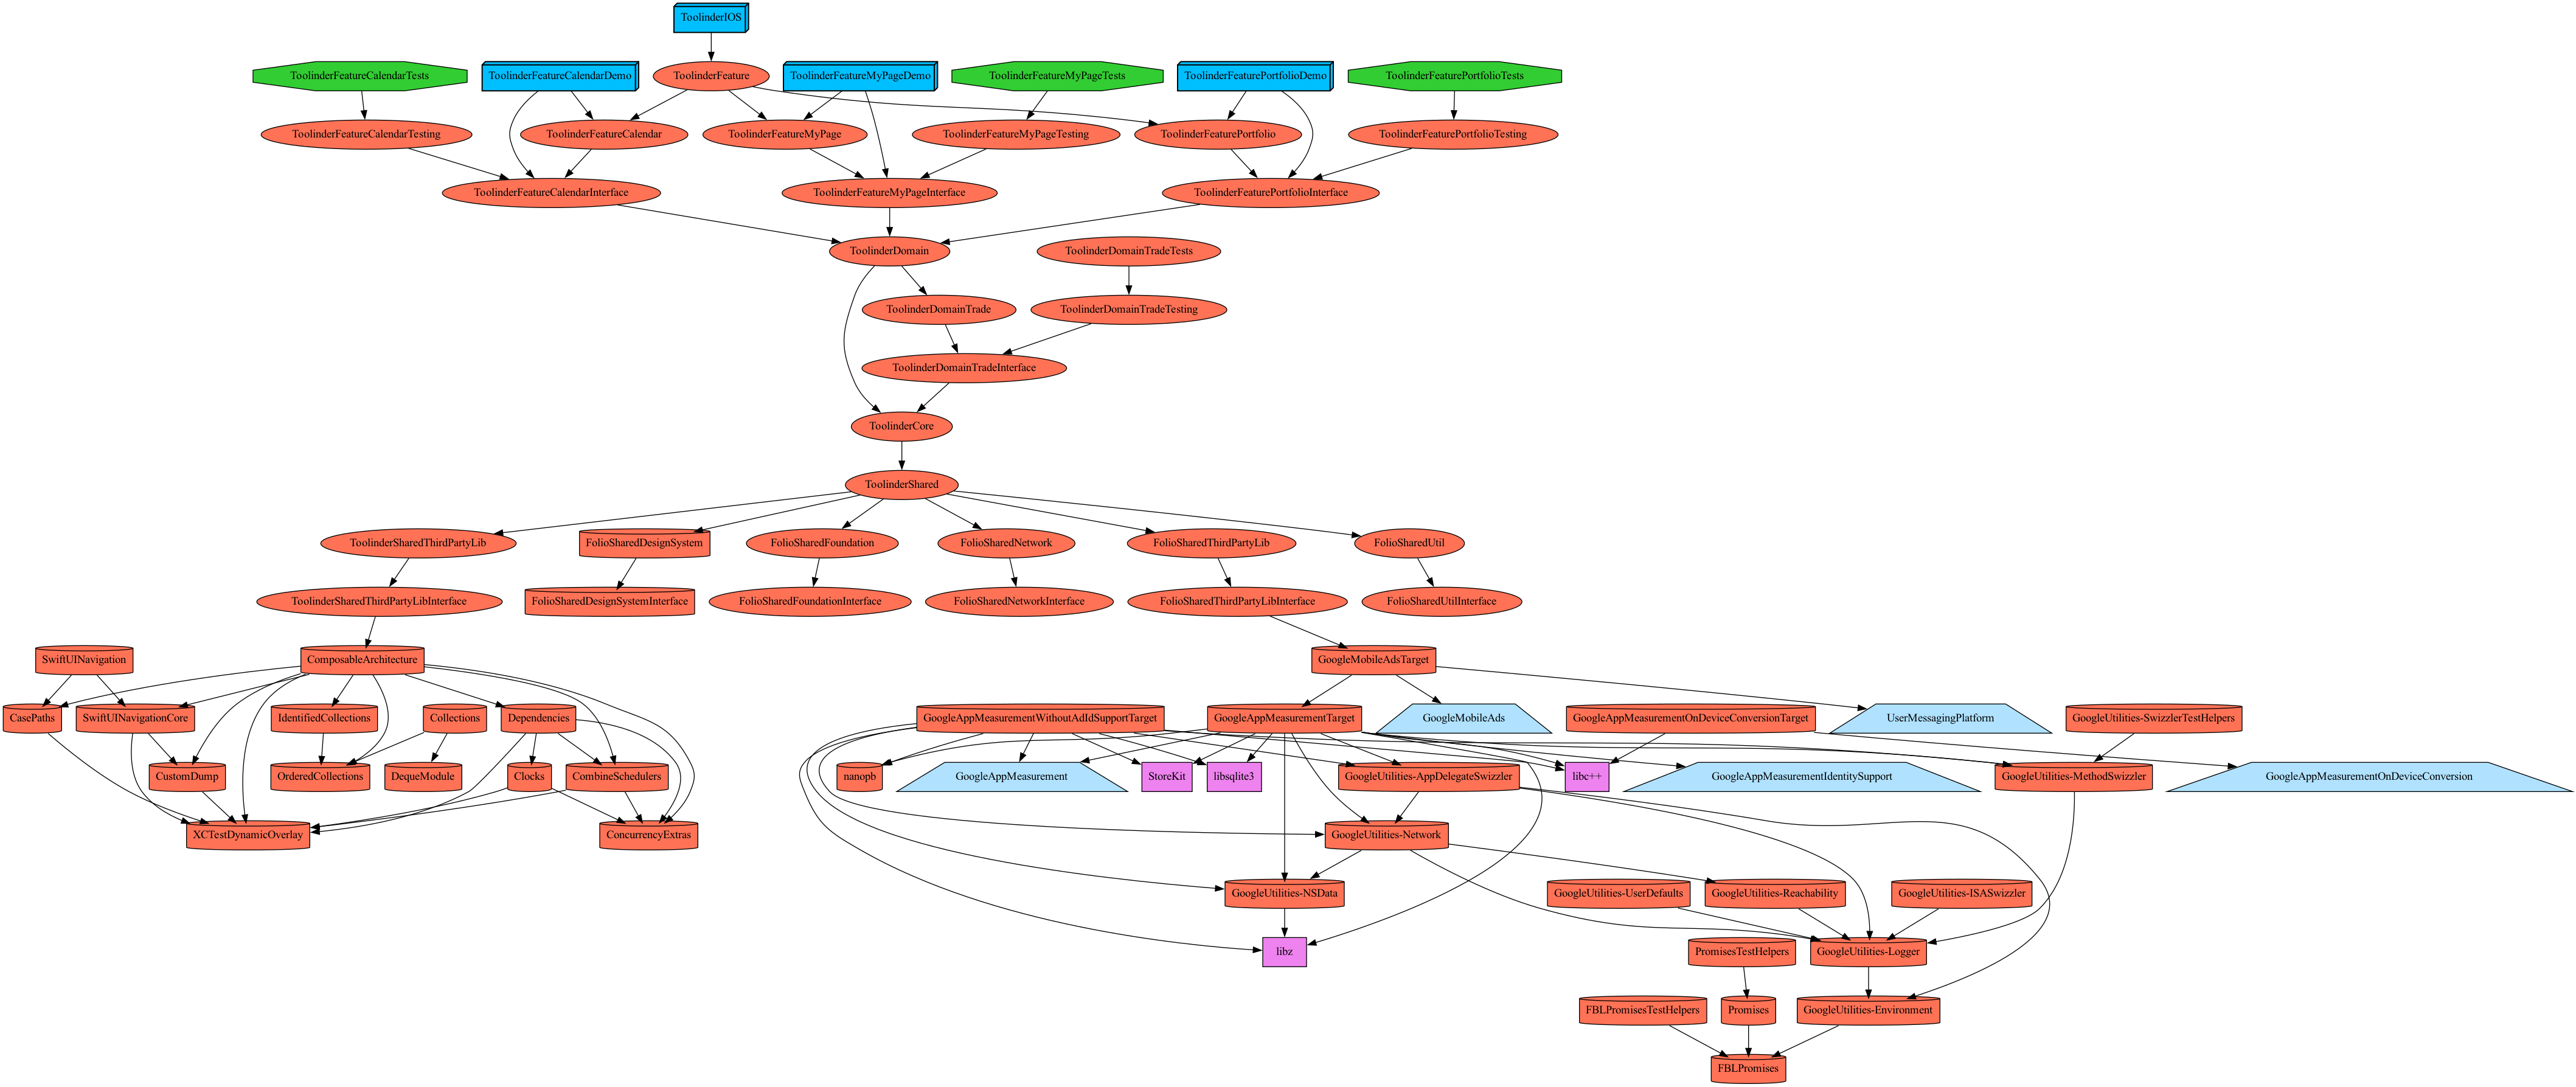 ToolinderIOS
ToolinderFeatureCalendarTests
ToolinderFeatureCalendarDemo
ToolinderFeature
ToolinderFeatureMyPageDemo
ToolinderFeatureMyPageTests
ToolinderFeaturePortfolioDemo
ToolinderFeaturePortfolioTests
ToolinderFeatureCalendarTesting
ToolinderFeatureCalendar
ToolinderFeatureMyPage
ToolinderFeatureMyPageTesting
ToolinderFeaturePortfolio
ToolinderFeaturePortfolioTesting
ToolinderFeatureCalendarInterface
ToolinderFeatureMyPageInterface
ToolinderFeaturePortfolioInterface
ToolinderDomain
ToolinderDomainTradeTests
ToolinderDomainTrade
ToolinderDomainTradeTesting
ToolinderDomainTradeInterface
ToolinderCore
ToolinderShared
ToolinderSharedThirdPartyLib
FolioSharedDesignSystem
FolioSharedFoundation
FolioSharedNetwork
FolioSharedThirdPartyLib
FolioSharedUtil
ToolinderSharedThirdPartyLibInterface
FolioSharedDesignSystemInterface
FolioSharedFoundationInterface
FolioSharedNetworkInterface
FolioSharedThirdPartyLibInterface
FolioSharedUtilInterface
SwiftUINavigation
ComposableArchitecture
GoogleMobileAdsTarget
CasePaths
SwiftUINavigationCore
IdentifiedCollections
Collections
Dependencies
GoogleAppMeasurementWithoutAdIdSupportTarget
GoogleAppMeasurementTarget
GoogleMobileAds
GoogleAppMeasurementOnDeviceConversionTarget
UserMessagingPlatform
GoogleUtilities-SwizzlerTestHelpers
CustomDump
OrderedCollections
DequeModule
Clocks
CombineSchedulers
nanopb
GoogleAppMeasurement
StoreKit
libsqlite3
GoogleUtilities-AppDelegateSwizzler
libc++
GoogleAppMeasurementIdentitySupport
GoogleUtilities-MethodSwizzler
GoogleAppMeasurementOnDeviceConversion
XCTestDynamicOverlay
ConcurrencyExtras
GoogleUtilities-Network
GoogleUtilities-NSData
GoogleUtilities-UserDefaults
GoogleUtilities-Reachability
GoogleUtilities-ISASwizzler
libz
PromisesTestHelpers
GoogleUtilities-Logger
FBLPromisesTestHelpers
Promises
GoogleUtilities-Environment
FBLPromises